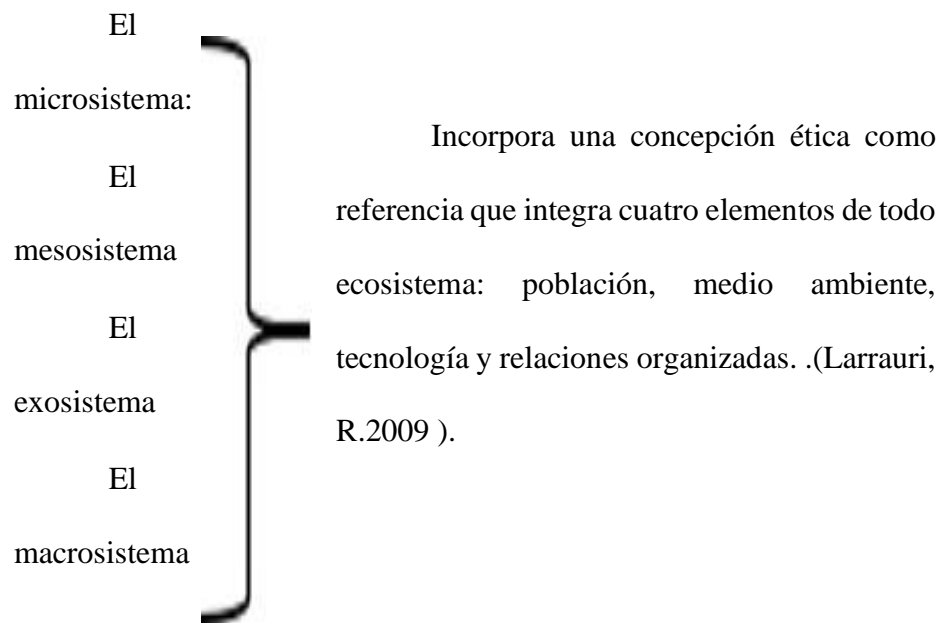 El
microsistema:
El
mesosistema
El
exosistema
El
macrosistema
Incorpora una concepción ética como
referencia que integra cuatro elementos de todo
ecosistema: población, medio ambiente,
tecnología y relaciones organizadas. .(Larrauri,
R.2009 ).